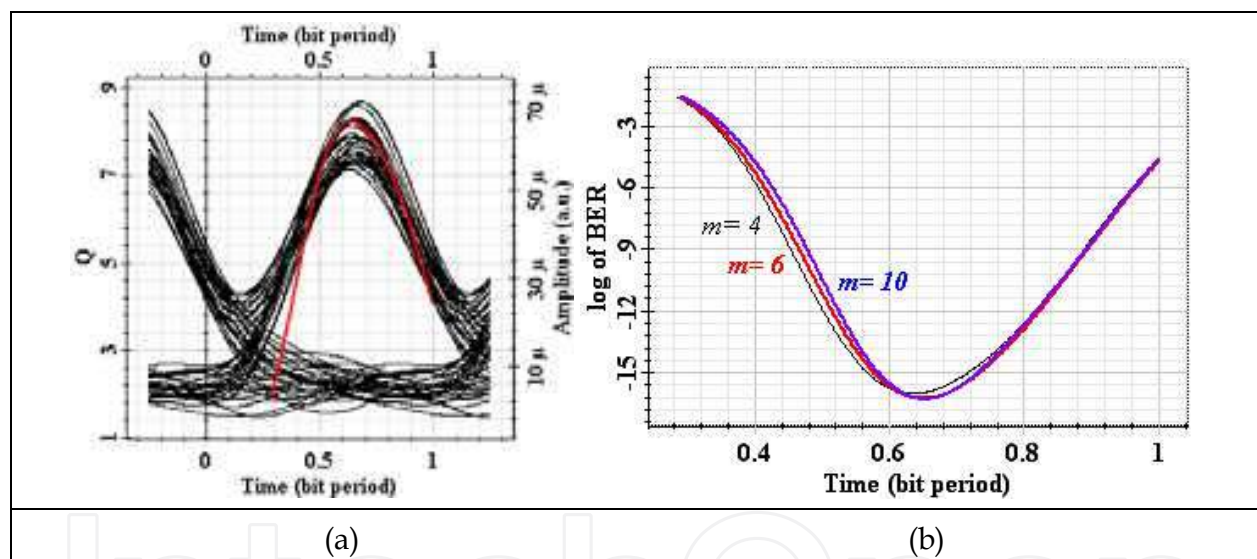 Time (bit period)
0 0.5 1
9
7
5
3
1
Q
70 µ
50 µ
30 µ
10 µ
Amplitude (a.u.)
0 0.5 1
Time (bit period)
-3
-6
-9
-12
-15
log of BER
m= 4
m= 6
m= 10
0.4 0.6 0.8 1
Time (bit period)
(a) (b)